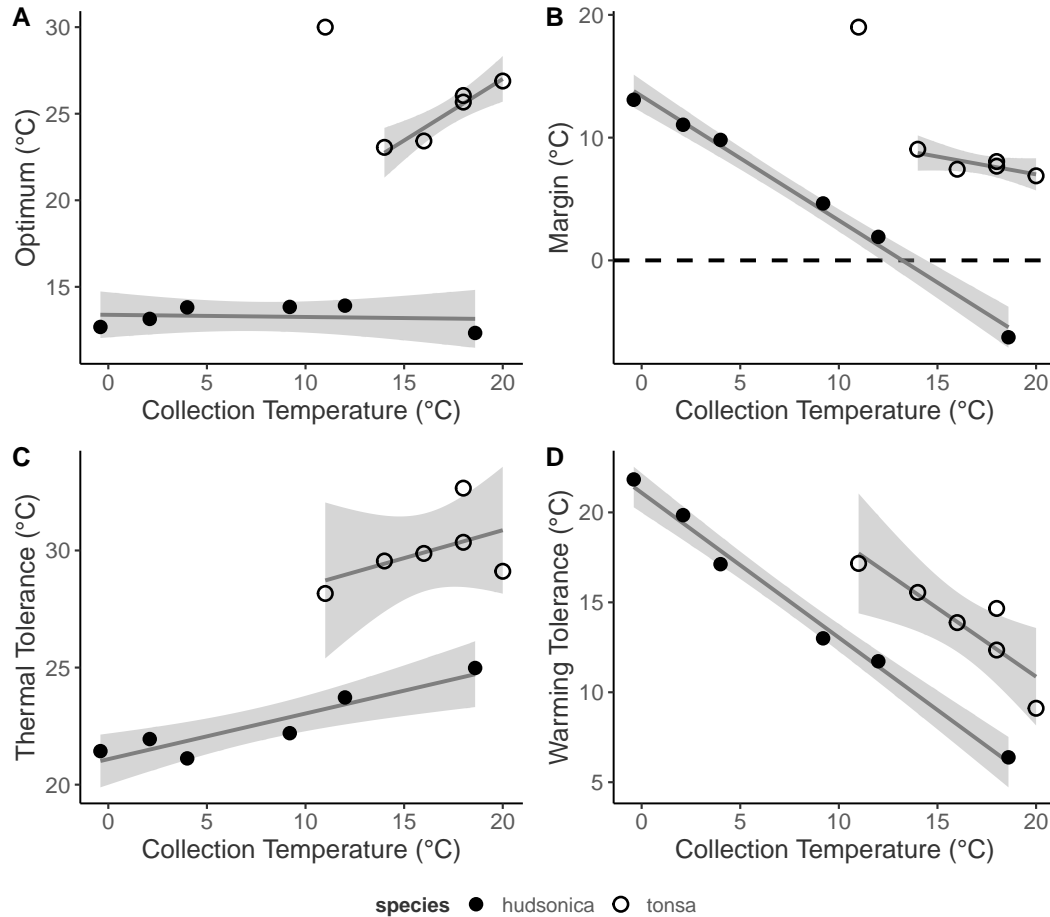 A
B
30
25
20
15
Optimum (°C)
0 5 10 15 20
Collection Temperature (°C)
20
10
0
Margin (°C)
0 5 10 15 20
Collection Temperature (°C)
C
D
30
25
20
Thermal Tolerance (°C)
0 5 10 15 20
Collection Temperature (°C)
20
15
10
5
Warming Tolerance (°C)
0 5 10 15 20
Collection Temperature (°C)
species hudsonica tonsa